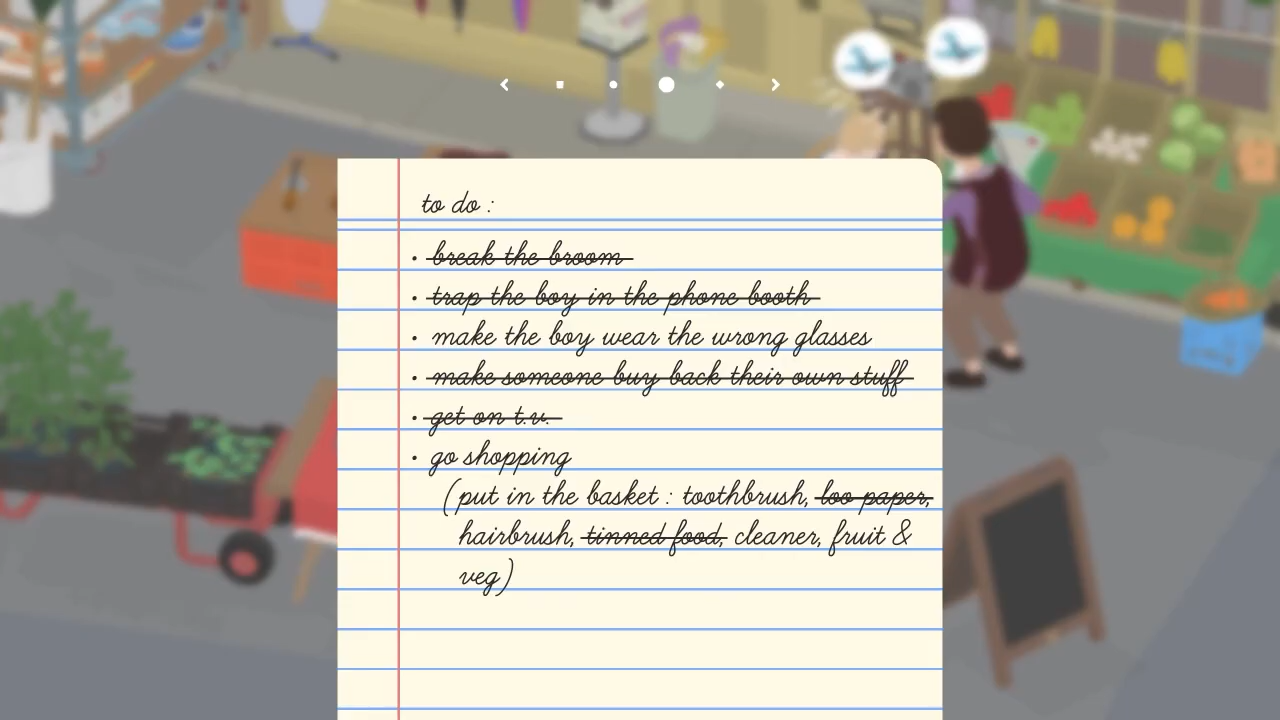 to do :
• break the broom
• trap the boy in the phone booth
• make the boy wear the wrong glasses
• make someone buy back their own stuff
• get on t.v.
• go shopping
(put in the basket : toothbrush, loo paper,
hairbrush, tinned food, cleaner, fruit &
veg)